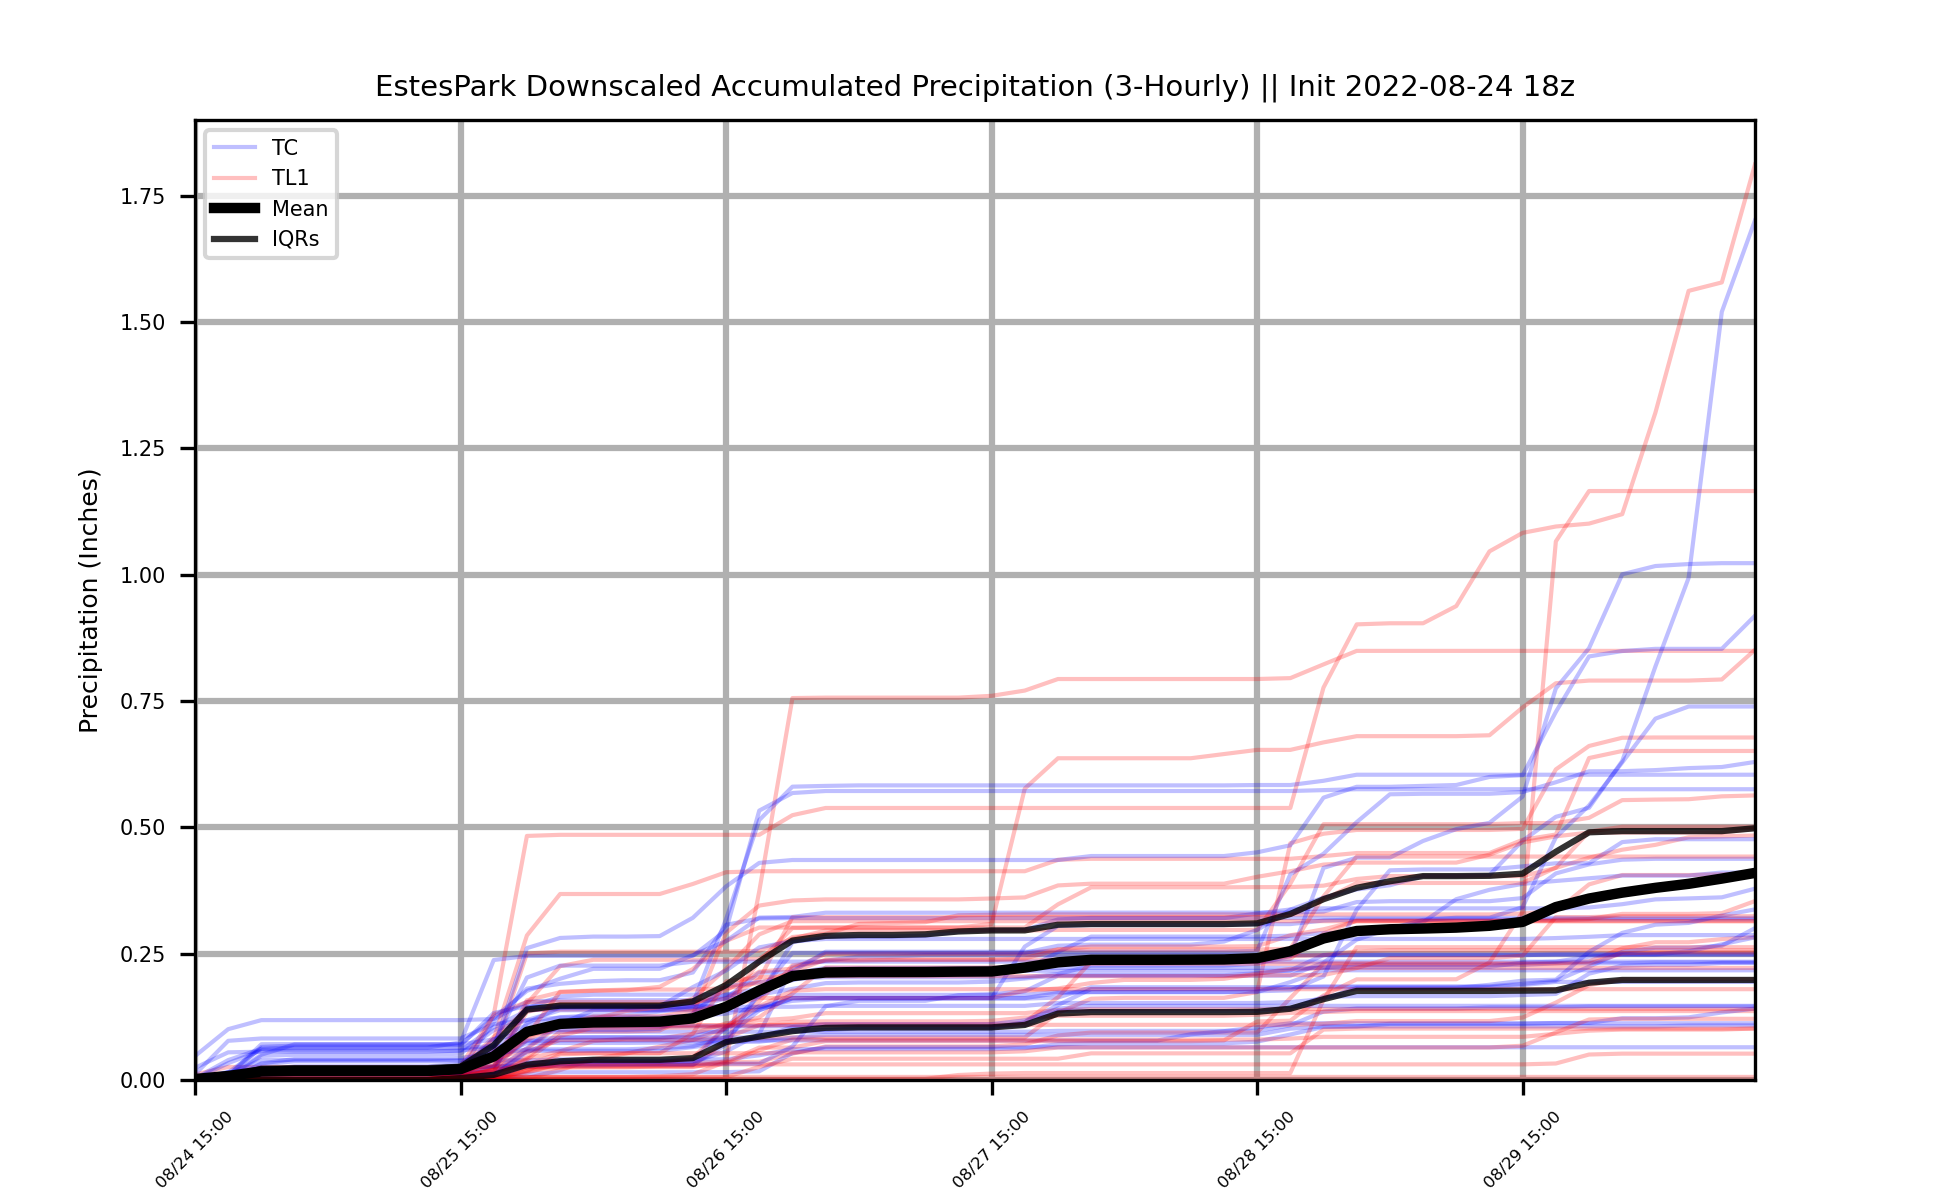 EstesPark Downscaled Accumulated Precipitation (3-Hourly) || Init 2022-08-24 18z
TC
TL1
Mean
IQRs
Precipitation (Inches)
1.75
1.50
1.25
1.00
0.75
0.50
0.25
0.00
08/24 15:00
08/25 15:00
08/26 15:00
08/27 15:00
08/28 15:00
08/29 15:00